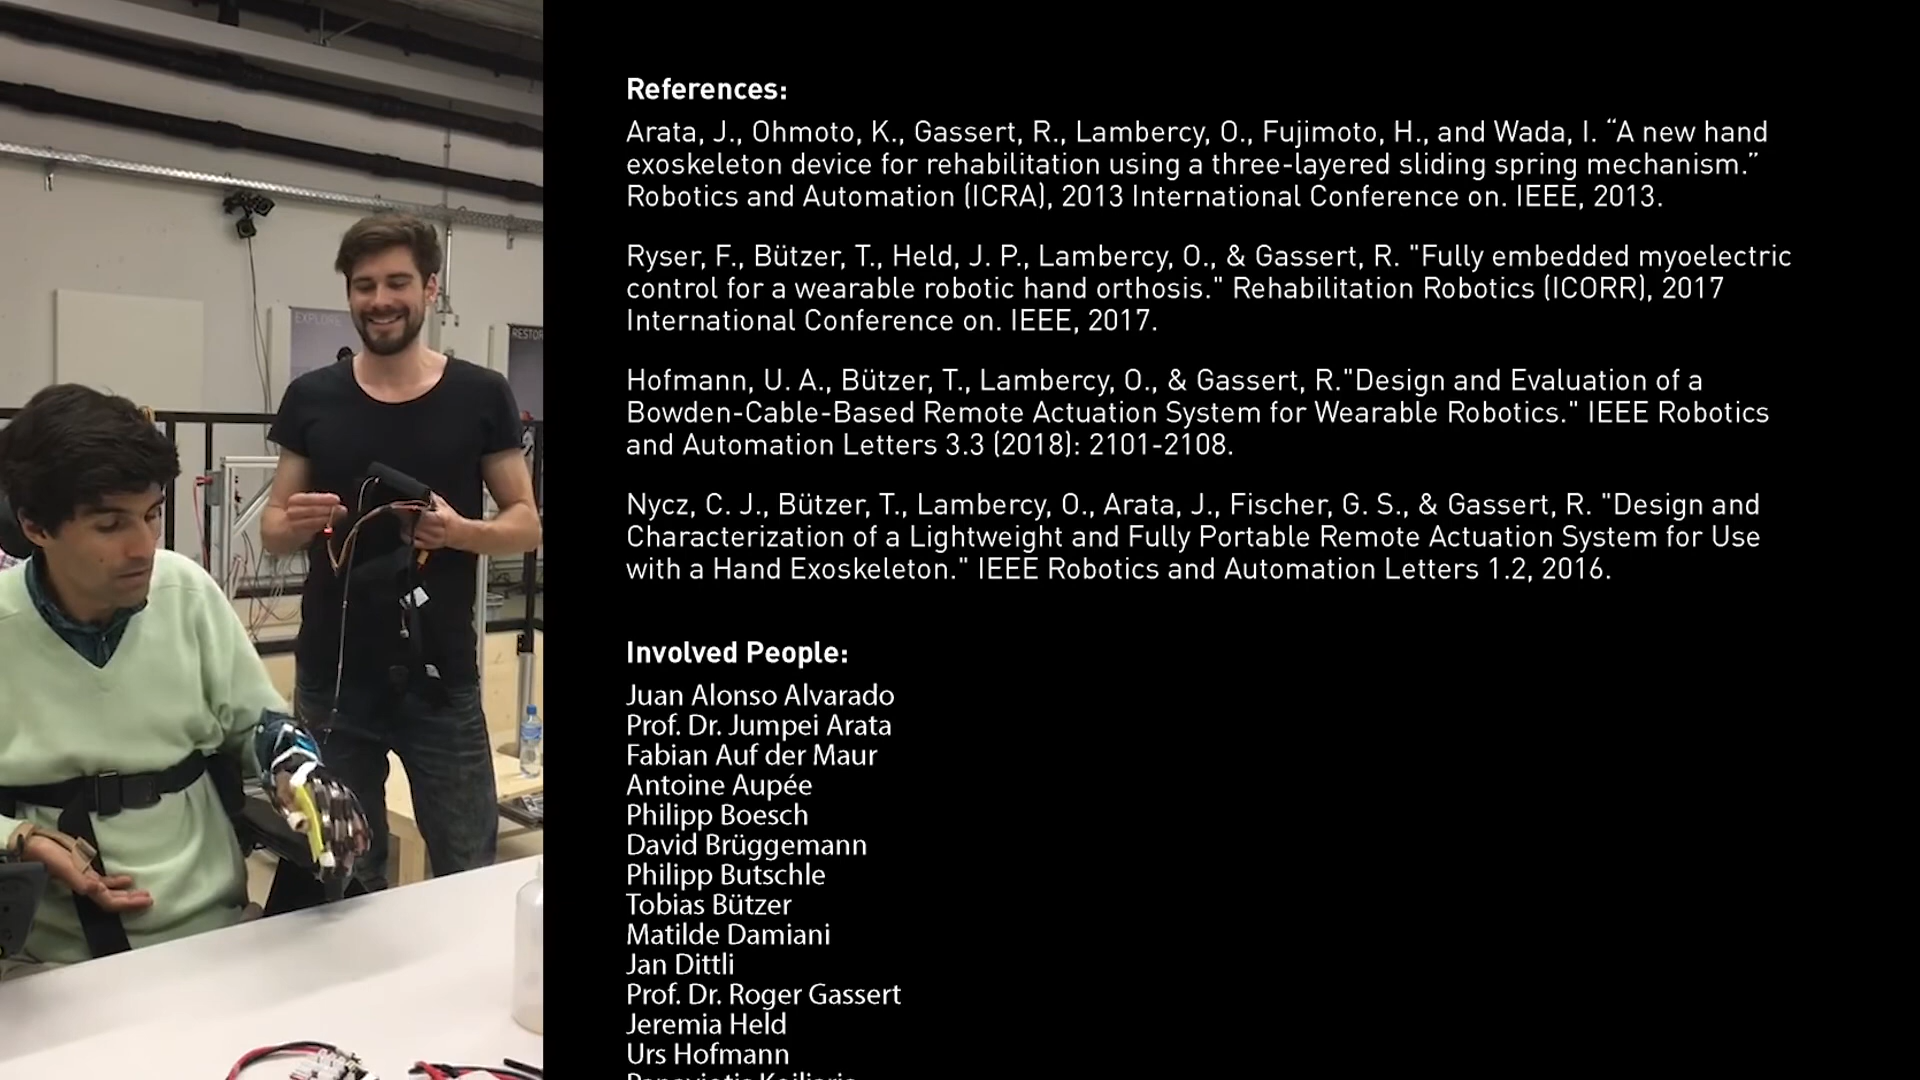 References:
Arata, J., Ohmoto, K., Gassert, R., Lambercy, O., Fujimoto, H., and Wada, I. “A new hand
exoskeleton device for rehabilitation using a three-layered sliding spring mechanism.”
Robotics and Automation (ICRA), 2013 International Conference on. IEEE, 2013.
Ryser, F., Bützer, T., Held, J. P., Lambercy, O., & Gassert, R. "Fully embedded myoelectric
control for a wearable robotic hand orthosis." Rehabilitation Robotics (ICORR), 2017
International Conference on. IEEE, 2017.
Hofmann, U. A., Bützer, T., Lambercy, O., & Gassert, R."Design and Evaluation of a
Bowden-Cable-Based Remote Actuation System for Wearable Robotics." IEEE Robotics
and Automation Letters 3.3 (2018): 2101-2108.
Nycz, C. J., Bützer, T., Lambercy, O., Arata, J., Fischer, G. S., & Gassert, R. "Design and
Characterization of a Lightweight and Fully Portable Remote Actuation System for Use
with a Hand Exoskeleton." IEEE Robotics and Automation Letters 1.2, 2016.
Involved People:
Juan Alonso Alvarado
Prof. Dr. Jumpei Arata
Fabian Auf der Maur
Antoine Aupée
Philipp Boesch
David Brüggemann
Philipp Butschle
Tobias Bützer
Matilde Damiani
Jan Dittli
Prof. Dr. Roger Gassert
Jeremia Held
Urs Hofmann
EXPLORE
RESTOR